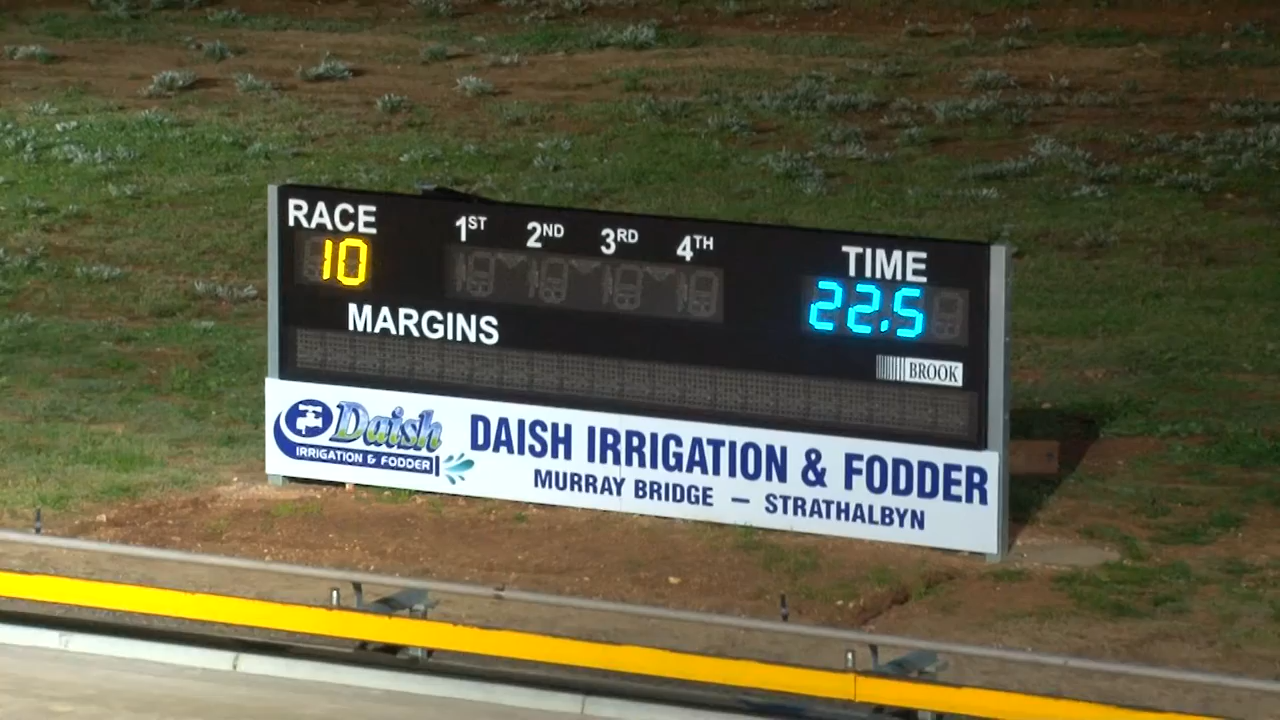 RACE 1ST 2ND 3RD 4TH TIME
10 22.5
MARGINS
BROOK
Daish
IRRIGATION & FODDER
DAISH IRRIGATION & FODDER
MURRAY BRIDGE – STRATHALBYN